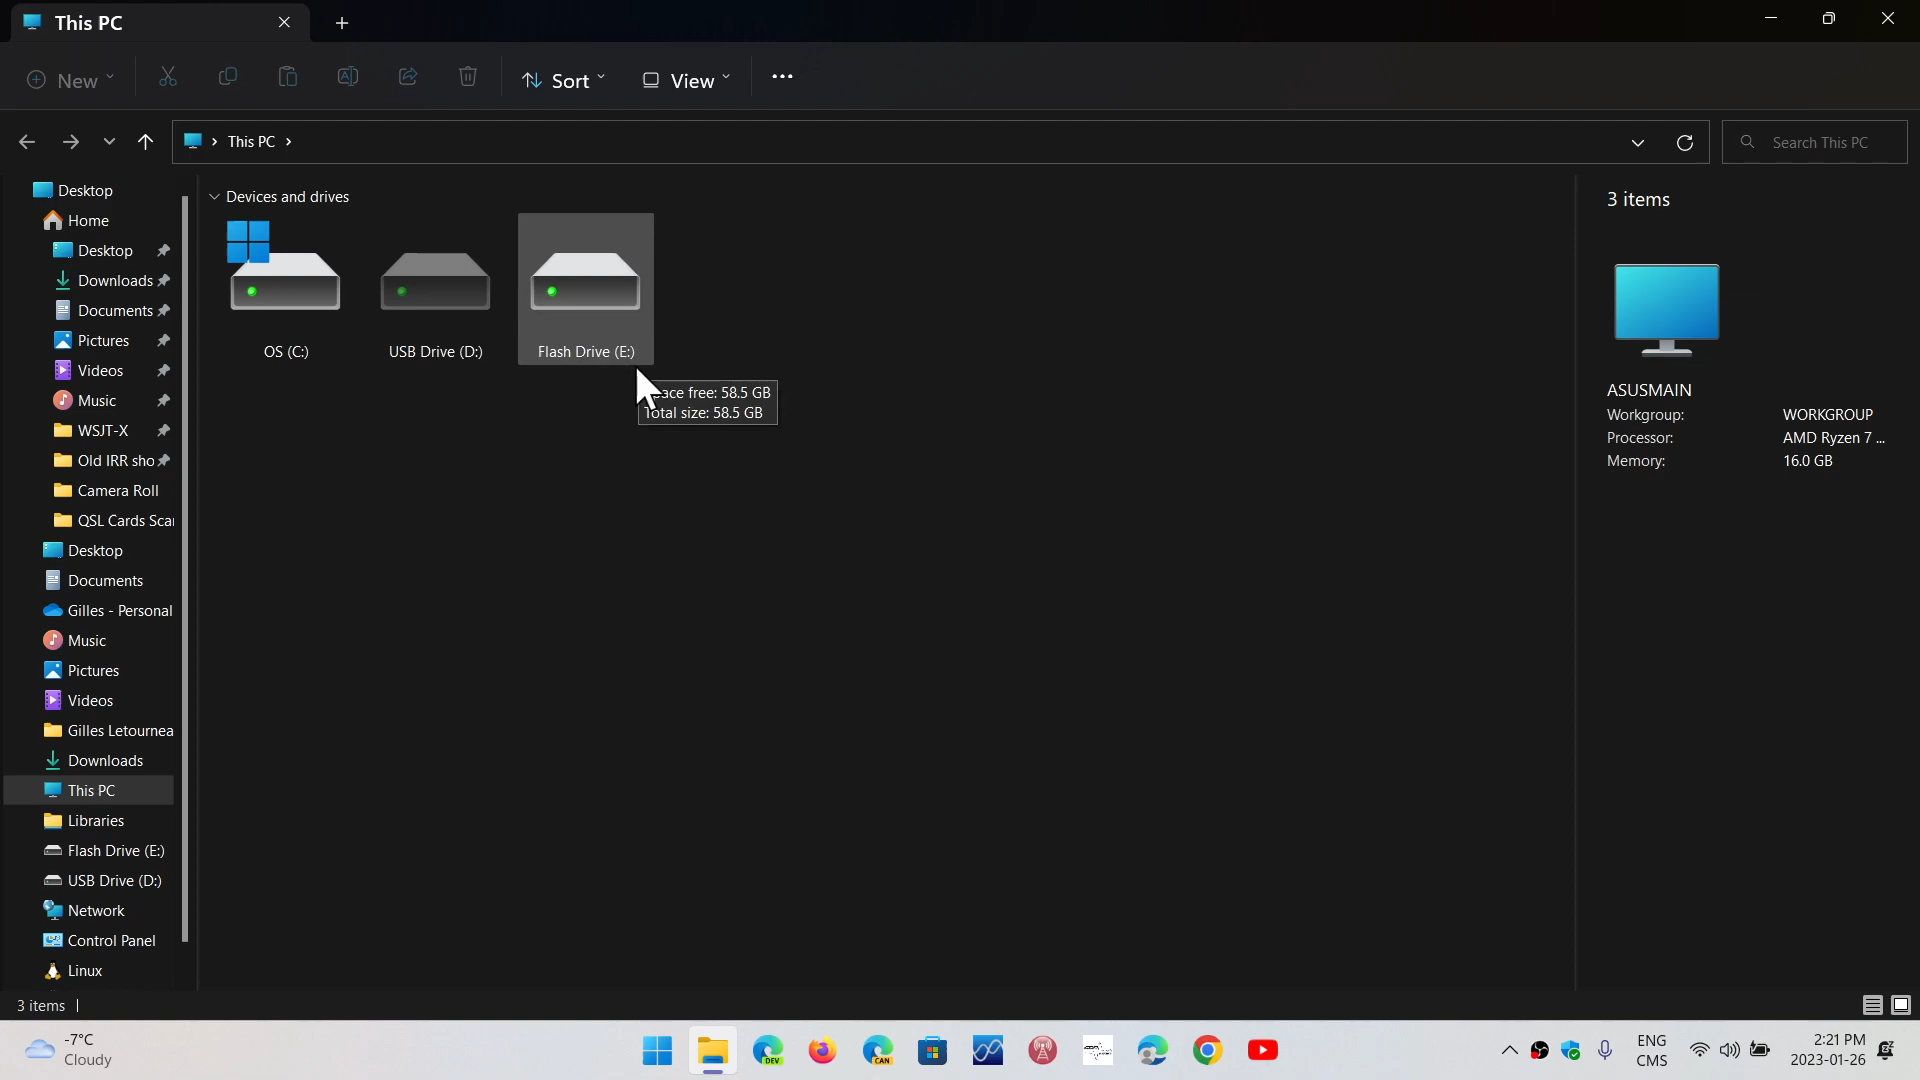 This PC
New
Sort
View
This PC
Search This PC
Desktop
Home
Desktop
Downloads
Documents
Pictures
Videos
Music
WSJT-X
Old IRR sho
Camera Roll
QSL Cards Sca
Desktop
Documents
Gilles - Personal
Music
Pictures
Videos
Gilles Letournea
Downloads
This PC
Libraries
Flash Drive (E:)
USB Drive (D:)
Network
Control Panel
Linux
Devices and drives
OS (C:)
USB Drive (D:)
Flash Drive (E:)
ace free: 58.5 GB
Total size: 58.5 GB
3 items
ASUSMAIN
Workgroup: WORKGROUP
Processor: AMD Ryzen 7 ...
Memory: 16.0 GB
3 items
-7°C
Cloudy
DEV
CAN
ENG
CMS
2:21 PM
2023-01-26